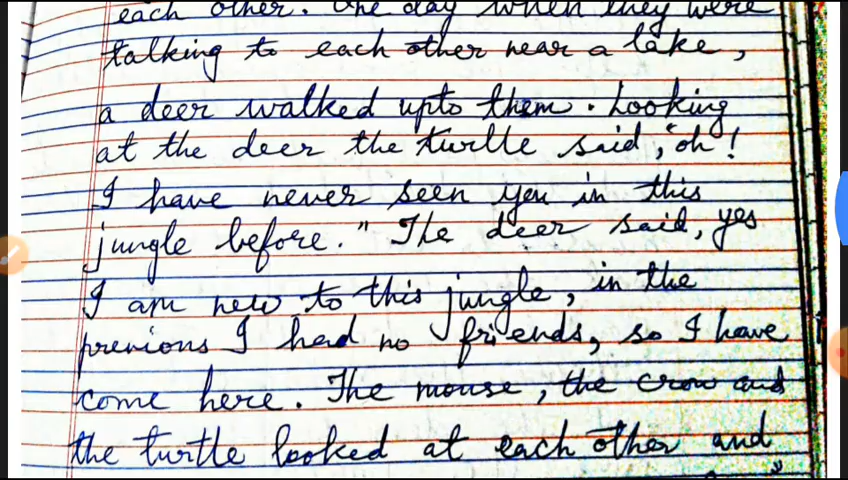 each other. One day when they were
talking to each other near a lake,
a deer walked upto them. Looking
at the deer the turtle said, "oh!
I have never seen you in this
jungle before." The deer said, yes
I am new to this jungle, in the
previous I had no friends, so I have
come here. The mouse, the crow and
the turtle looked at each other and